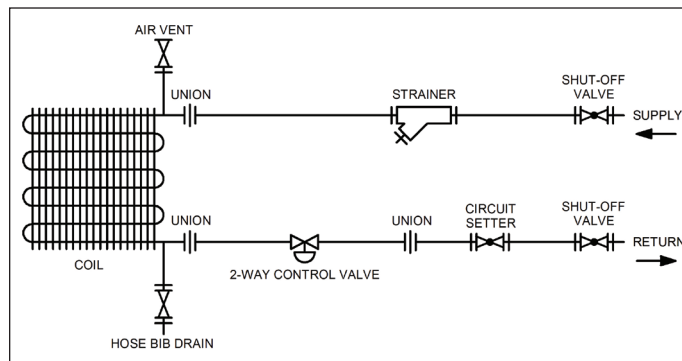 AIR VENT
UNION
STRAINER
SHUT-OFF
VALVE
SUPPLY
UNION
UNION
CIRCUIT
SETTER
SHUT-OFF
VALVE
RETURN
COIL
2-WAY CONTROL VALVE
HOSE BIB DRAIN